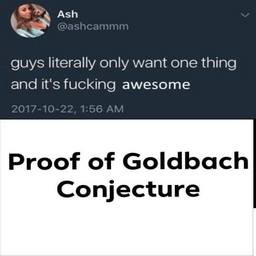 Ash
@ashcammm
guys literally only want one thing
and it's fucking awesome
2017-10-22, 1:56 AM
Proof of Goldbach
Conjecture